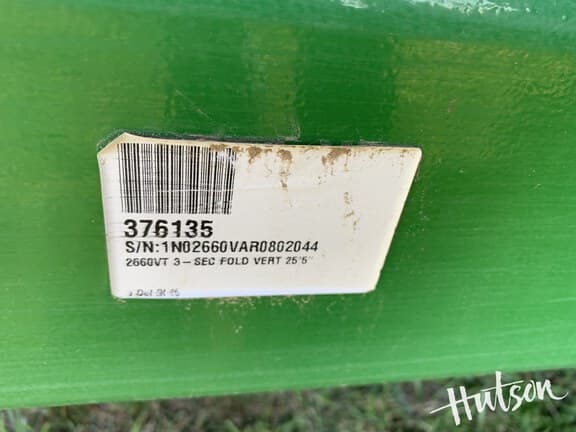 376135
S/N:1N02660VAR0802044
2660VT 3-SEC FOLD VERT 25'5"
Hutson